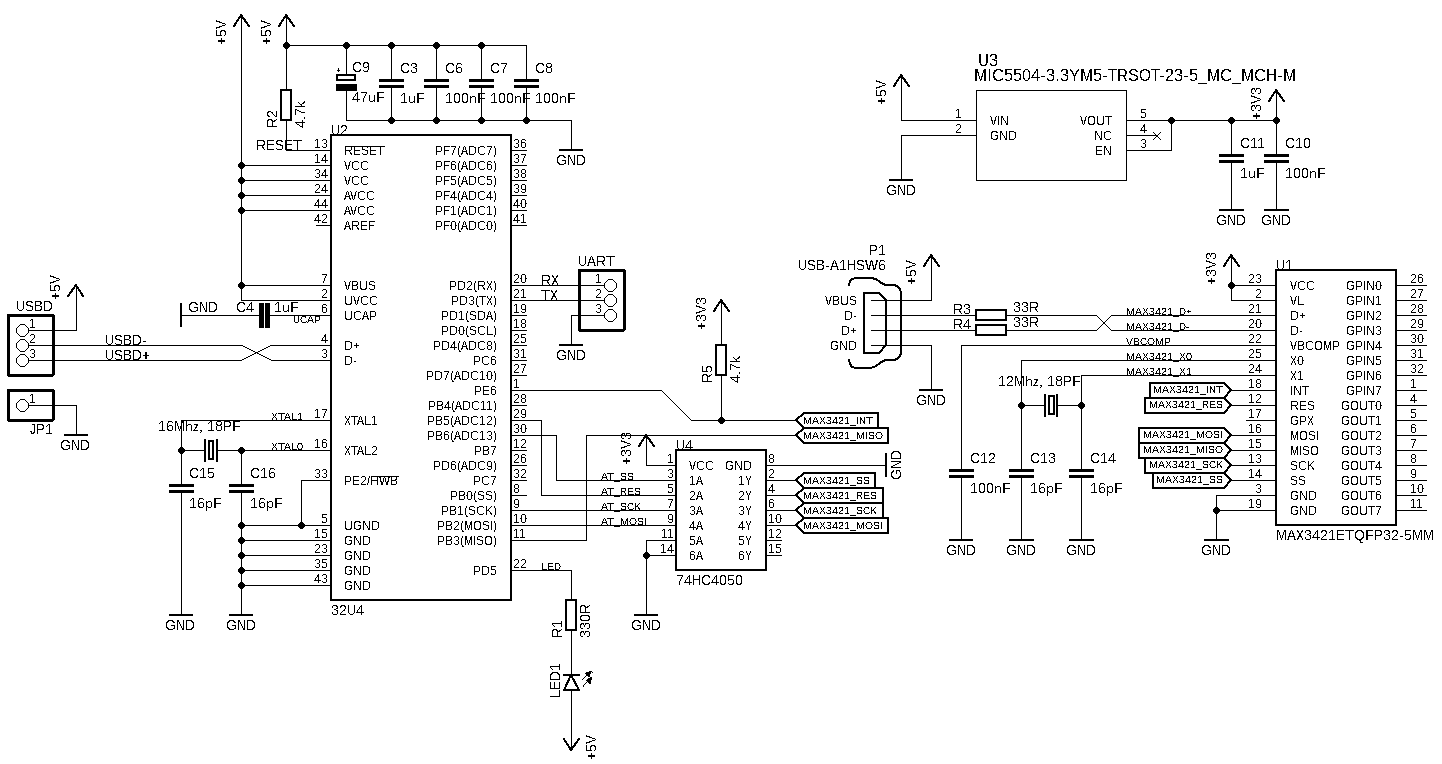 +5V
+5V
C9
47uF
C3
1uF
C6
100nF
C7
100nF
C8
100nF
GND
R2
4.7k
RESET
U2
13
14
34
24
44
42
7
2
6
4
3
17
16
33
5
15
23
35
43
RESET
VCC
VCC
AVCC
AVCC
AREF
VBUS
UVCC
UCAP
D+
D-
XTAL1
XTAL2
PE2/HWB
UGND
GND
GND
GND
GND
PF7(ADC7)
PF6(ADC6)
PF5(ADC5)
PF4(ADC4)
PF1(ADC1)
PF0(ADC0)
PD2(RX)
PD3(TX)
PD1(SDA)
PD0(SCL)
PD4(ADC8)
PC6
PD7(ADC10)
PE6
PB4(ADC11)
PB5(ADC12)
PB6(ADC13)
PB7
PD6(ADC9)
PC7
PB0(SS)
PB1(SCK)
PB2(MOSI)
PB3(MISO)
PD5
36
37
38
39
40
41
20
21
19
18
25
31
27
1
28
29
30
12
26
32
8
9
10
11
22
32U4
USBD
+5V
1
2
3
USBD-
USBD+
1
JP1
GND
GND
C4
1uF
UCAP
XTAL1
16Mhz, 18PF
XTAL0
C15
16pF
C16
16pF
GND
GND
RX
TX
UART
1
2
3
GND
LED
R1
330R
LED1
+5V
+3V3
R5
4.7k
MAX3421_INT
MAX3421_MISO
+3V3
U4
1
3
5
7
9
11
14
VCC
1A
2A
3A
4A
5A
6A
GND
1Y
2Y
3Y
4Y
5Y
6Y
8
2
4
6
10
12
15
AT_SS
AT_RES
AT_SCK
AT_MOSI
GND
MAX3421_SS
MAX3421_RES
MAX3421_SCK
MAX3421_MOSI
74HC4050
GND
U3
MIC5504-3.3YM5-TRSOT-23-5_MC_MCH-M
+5V
1
2
VIN
GND
VOUT
NC
EN
5
4
3
GND
+3V3
C11
1uF
C10
100nF
GND
GND
P1
USB-A1HSW6
+5V
VBUS
D-
D+
GND
GND
R3
33R
R4
33R
MAX3421_D+
MAX3421_D-
VBCOMP
MAX3421_X0
MAX3421_X1
12Mhz, 18PF
C12
100nF
C13
16pF
C14
16pF
GND
GND
GND
MAX3421_INT
MAX3421_RES
MAX3421_MOSI
MAX3421_MISO
MAX3421_SCK
MAX3421_SS
GND
+3V3
U1
23
2
21
20
22
25
24
18
12
17
16
15
13
14
3
19
VCC
VL
D+
D-
VBCOMP
X0
X1
INT
RES
GPX
MOSI
MISO
SCK
SS
GND
GND
GPIN0
GPIN1
GPIN2
GPIN3
GPIN4
GPIN5
GPIN6
GPIN7
GOUT0
GOUT1
GOUT2
GOUT3
GOUT4
GOUT5
GOUT6
GOUT7
26
27
28
29
30
31
32
1
4
5
6
7
8
9
10
11
MAX3421ETQFP32-5MM